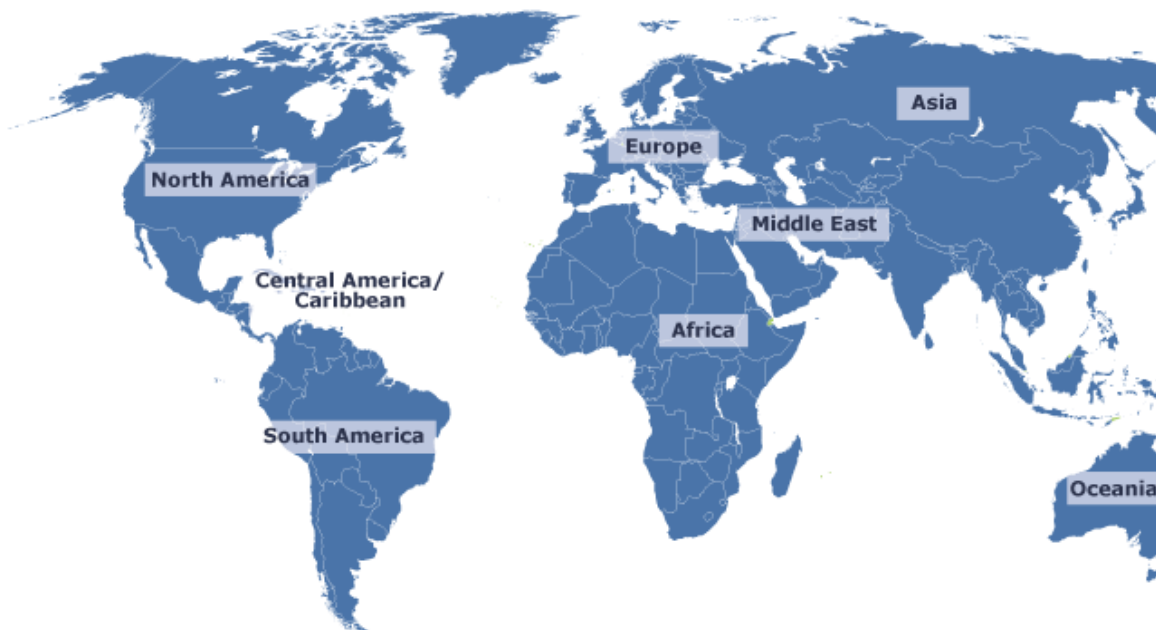 Asia
Europe
North America
Middle East
Central America/
Caribbean
Africa
South America
Oceania